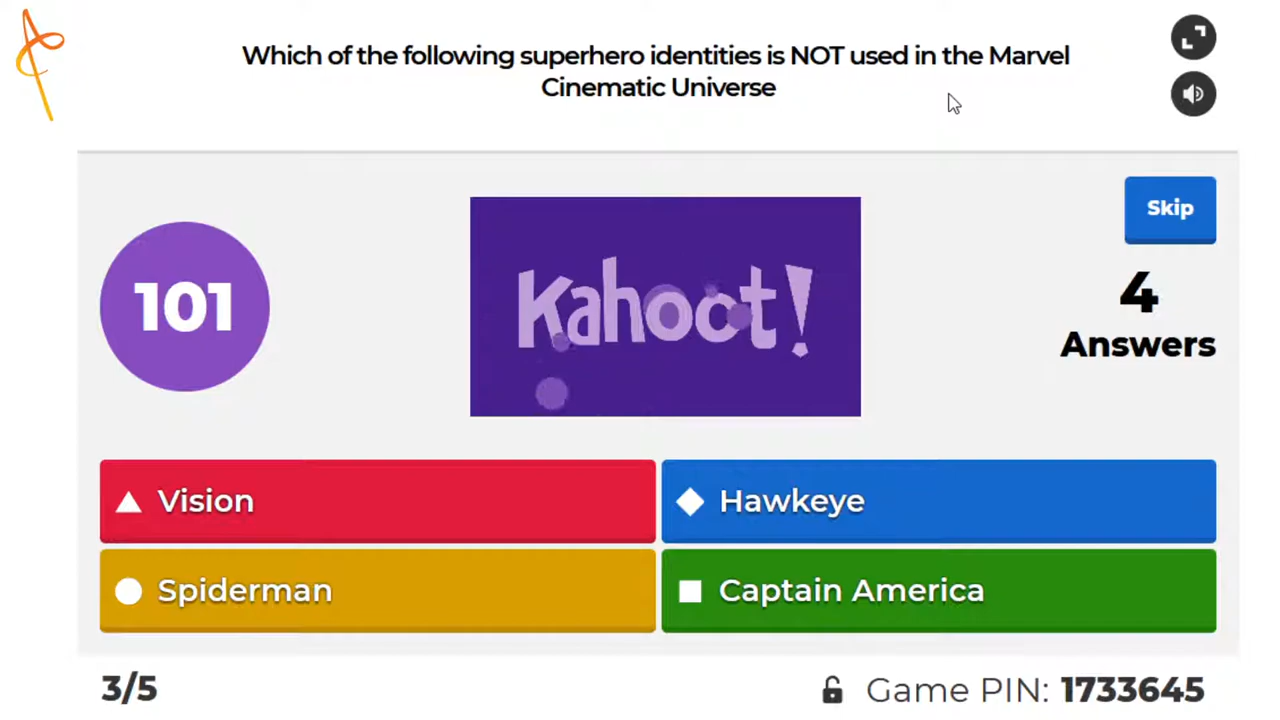 Which of the following superhero identities is NOT used in the Marvel
Cinematic Universe
Skip
101
Kahoot!
4
Answers
Vision
Hawkeye
Spiderman
Captain America
3/5
Game PIN: 1733645